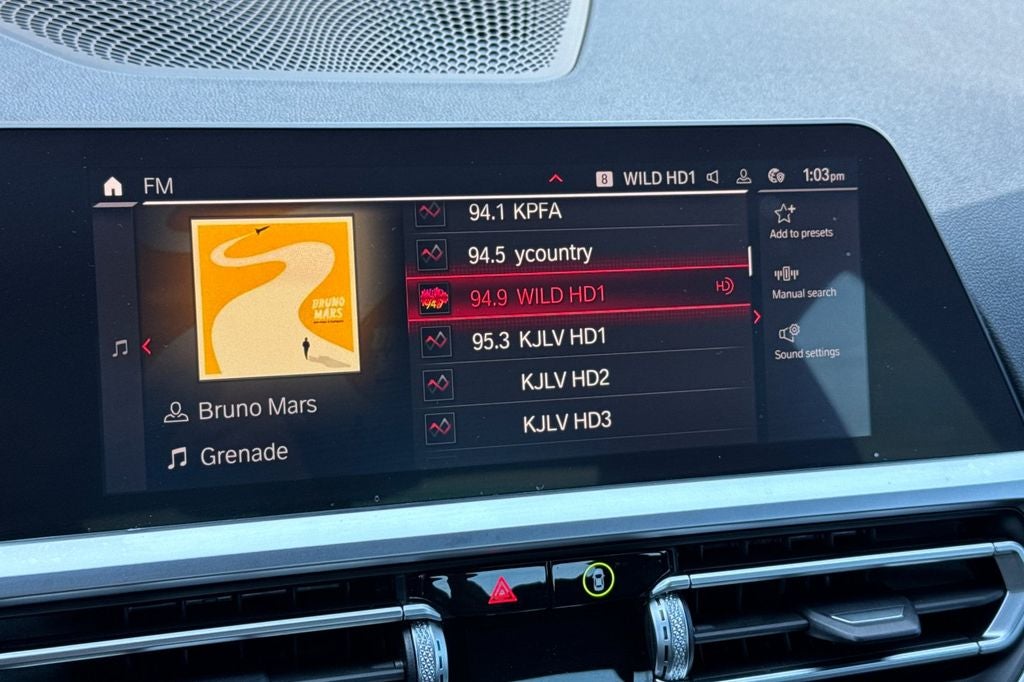 FM
8 WILD HD1 1:03pm
94.1 KPFA
94.5 ycountry
94.9 WILD HD1 HD
95.3 KJLV HD1
KJLV HD2
KJLV HD3
BRUNO
MARS
Bruno Mars
Grenade
Add to presets
Manual search
Sound settings